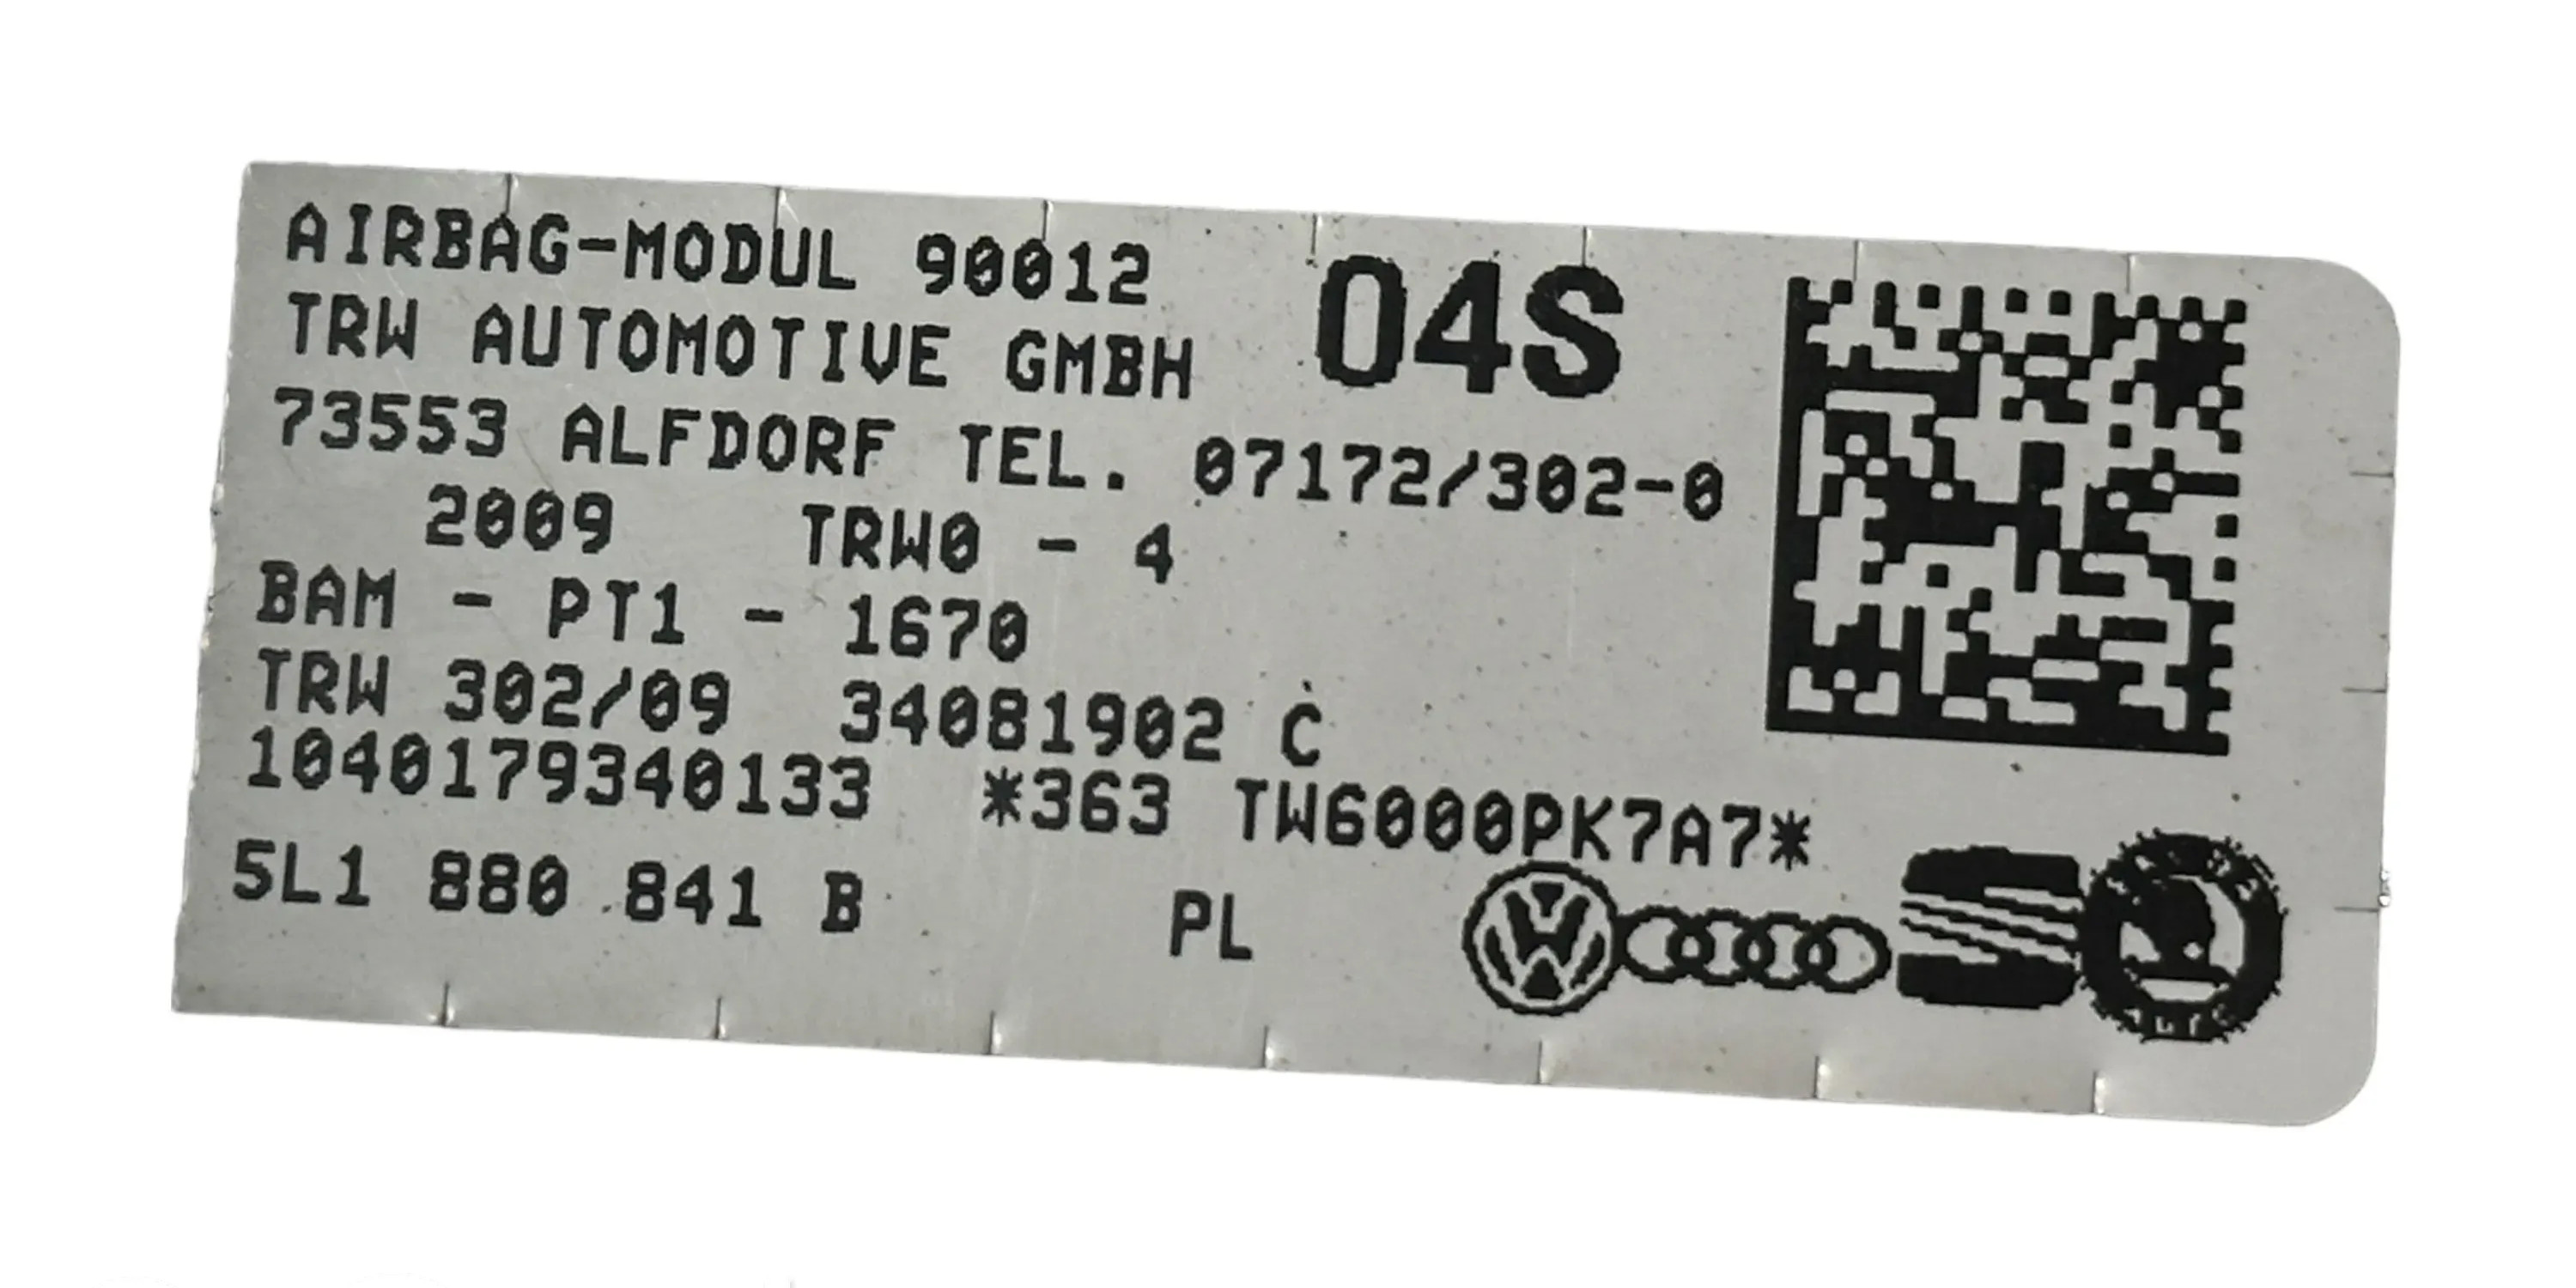 AIRBAG-MODUL 90012
04S
TRW AUTOMOTIVE GMBH
73553 ALFDORF TEL. 07172/302-0
2009 TRW0 - 4
BAM - PT1 - 1670
TRW 302/09 34081902 C
1040179340133 *363 TW6000PK7A7*
5L1 880 841 B PL